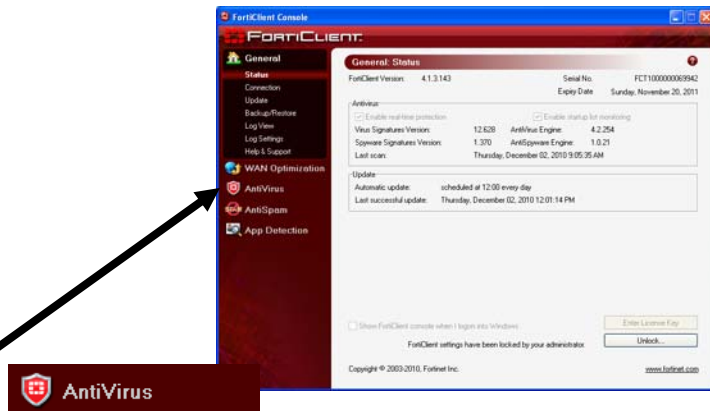 FortiClient Console
FORTICLIENT
General
Status
Connection
Update
Backup/Restore
Log View
Log Settings
Help & Support
WAN Optimization
AntiVirus
AntiSpam
App Detection
General: Status
FortiClient Version: 4.1.3.143 Serial No. FCT1000000069942
Expiry Date Sunday, November 20, 2011
Antivirus
Enable real-time protection Enable startup list monitoring
Virus Signatures Version: 12.628 AntiVirus Engine: 4.2.254
Spyware Signatures Version: 1.370 AntiSpyware Engine: 1.0.21
Last scan: Thursday, December 02, 2010 9:05:35 AM
Update
Automatic update: scheduled at 12:00 every day
Last successful update: Thursday, December 02, 2010 12:01:14 PM
Show FortiClient console when I logon into Windows
Enter License Key
FortiClient settings have been locked by your administrator.
Unlock...
Copyright © 2003-2010, Fortinet Inc.
www.fortinet.com
AntiVirus